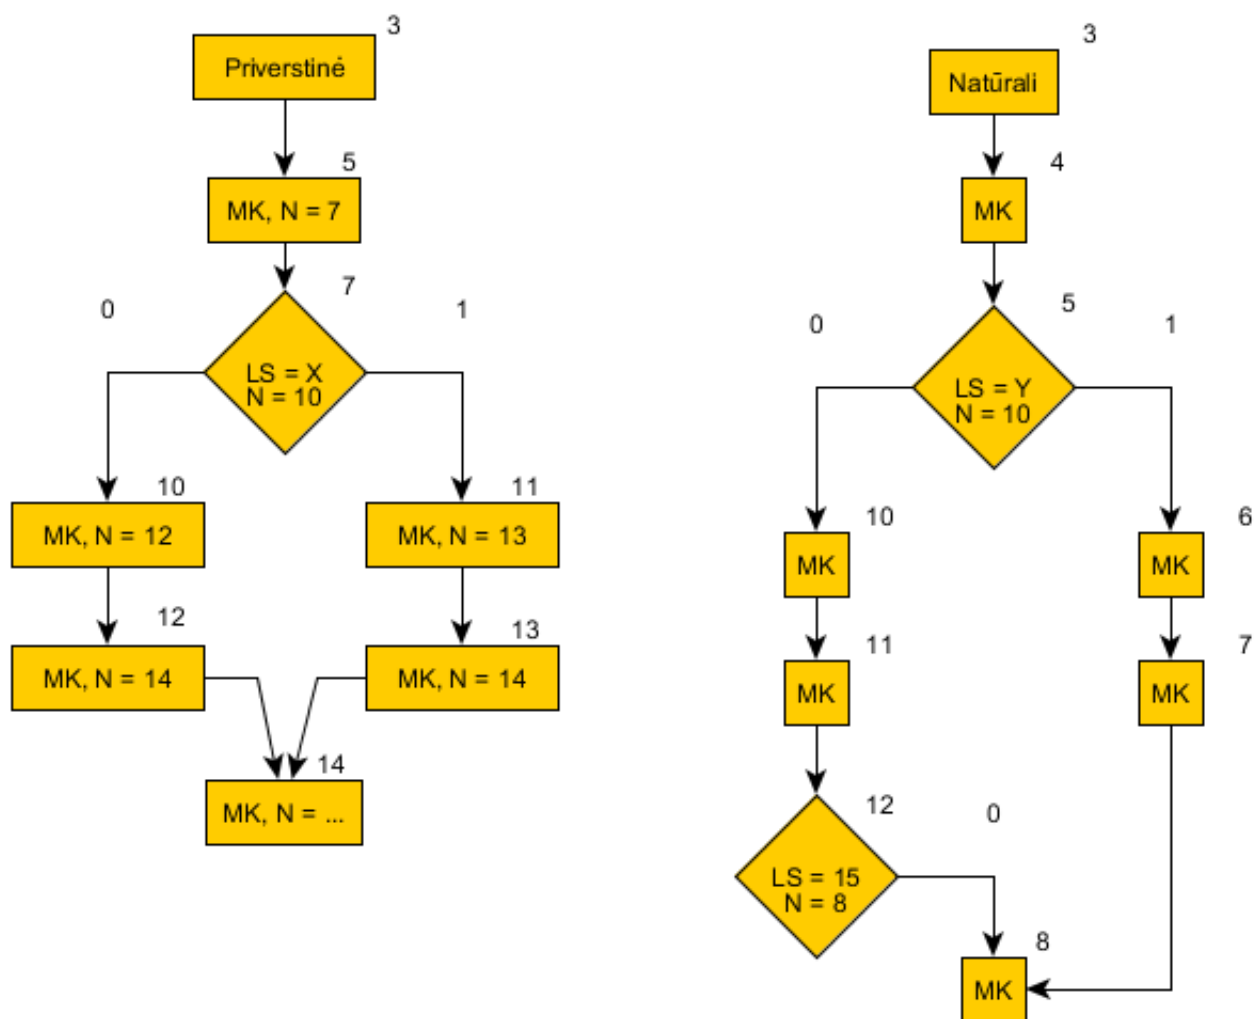 3
Priverstinė
5
MK, N = 7
7
0
1
LS = X
N = 10
10
11
MK, N = 12
MK, N = 13
12
13
MK, N = 14
MK, N = 14
14
MK, N = ...
3
Natūrali
4
MK
5
0
1
LS = Y
N = 10
10
6
MK
MK
11
7
MK
MK
12
0
LS = 15
N = 8
8
MK